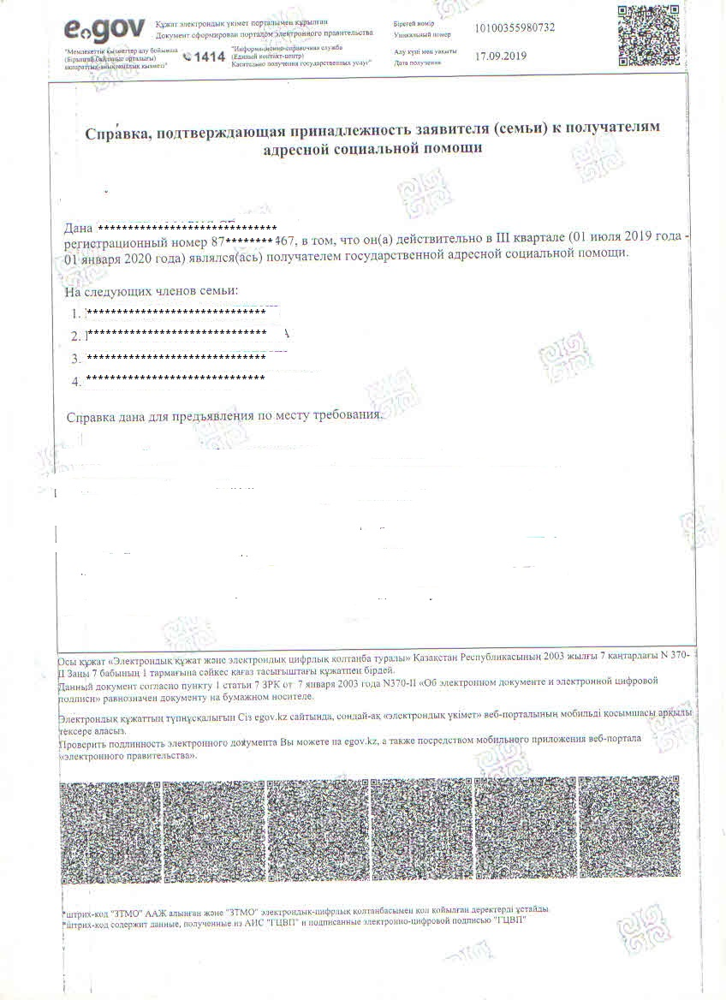 e.gov
Құжат электрондық үкімет порталымен құрылған
Документ сформирован порталом электронного правительства
"Мемлекеттік қызметтер алу бойынша
(Бірыңғай байланыс орталығы)
ақпараттық-анықтамалық қызметі"
1414
"Информационно-справочная служба
(Единый контакт-центр)
Касательно получения государственных услуг"
Бірегей нөмір
Уникальный номер
10100355980732
Алу күні мен уақыты
Дата получения
17.09.2019
Справка, подтверждающая принадлежность заявителя (семьи) к получателям
адресной социальной помощи
Дана ******************************
регистрационный номер 87********467, в том, что он(а) действительно в III квартале (01 июля 2019 года -
01 января 2020 года) являлся(ась) получателем государственной адресной социальной помощи.
На следующих членов семьи:
1. ******************************
2. ******************************
3. ******************************
4. ******************************
Справка дана для предъявления по месту требования.
Осы құжат «Электрондық құжат және электрондық цифрлық қолтаңба туралы» Қазақстан Республикасының 2003 жылғы 7 қаңтардағы N 370-
II Заңы 7 бабының 1 тармағына сәйкес қағаз тасығыштағы құжатпен бірдей.
Данный документ согласно пункту 1 статьи 7 ЗРК от 7 января 2003 года N370-II «Об электронном документе и электронной цифровой
подписи» равнозначен документу на бумажном носителе.
Электрондық құжаттың түпнұсқалығын Сіз egov.kz сайтында, сондай-ақ «электрондық үкімет» веб-порталының мобильді қосымшасы арқылы
тексере аласыз.
Проверить подлинность электронного документа Вы можете на egov.kz, а также посредством мобильного приложения веб-портала
«электронного правительства».
*штрих-код "ЗТМО" ААЖ алынған және "ЗТМО" электрондық-цифрлық қолтаңбасымен қол қойылған деректерді ұстайды
*штрих-код содержит данные, полученные из АИС "ГЦВП" и подписанные электронно-цифровой подписью "ГЦВП"